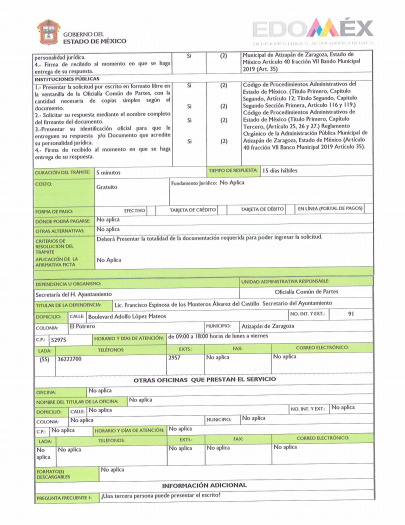 GOBIERNO DEL
ESTADO DE MÉXICO
EDOMÉX
personalidad jurídica.
4.- Firma de recibido al momento en que se haga
entrega de su respuesta.
Si (2)
Municipal de Atizapán de Zaragoza, Estado de
México Artículo 40 fracción VII Bando Municipal
2019 (Art. 35)
INSTITUCIONES PÚBLICAS
1.- Presentar la solicitud por escrito en formato libre en
la ventanilla de la Oficialía Común de Partes, con la
cantidad necesaria de copias simples según el
documento.
2.- Solicitar su respuesta mediante el nombre completo
del firmante del documento.
3.-Presentar su identificación oficial para que le
entreguen su respuesta y/o Documento que acredite
su personalidad jurídica.
4.- Firma de recibido al momento en que se haga
entrega de su respuesta.
Si (2)
Si (2)
Si (2)
Si (2)
Código de Procedimientos Administrativos del
Estado de México. (Título Primero, Capítulo
Segundo, Artículo 12; Título Segundo, Capítulo
Segundo Sección Primera, Artículo 116 y 119.)
Código de Procedimientos Administrativos de
Estado de México (Título Primero, Capítulo
Tercero, (Artículo 25, 26 y 27.) Reglamento
Orgánico de la Administración Pública Municipal de
Atizapán de Zaragoza, Estado de México (Artículo
40 fracción VII Bando Municipal 2019 Artículo 35).
DURACIÓN DEL TRÁMITE: 5 minutos TIEMPO DE RESPUESTA: 15 días hábiles
COSTO: Gratuito Fundamento Jurídico: No Aplica
FORMA DE PAGO: EFECTIVO TARJETA DE CRÉDITO TARJETA DE DÉBITO EN LÍNEA (PORTAL DE PAGOS)
DÓNDE PODRÁ PAGARSE: No aplica
OTRAS ALTERNATIVAS: No aplica
CRITERIOS DE
RESOLUCIÓN DEL
TRÁMITE
Deberá Presentar la totalidad de la documentación requerida para poder ingresar la solicitud.
APLICACIÓN DE LA
AFIRMATIVA FICTA
No Aplica
DEPENDENCIA U ORGANISMO: UNIDAD ADMINISTRATIVA RESPONSABLE:
Secretaría del H. Ayuntamiento Oficialía Común de Partes
TITULAR DE LA DEPENDENCIA: Lic. Francisco Espinosa de los Monteros Álvarez del Castillo Secretario del Ayuntamiento
DOMICILIO: CALLE: Boulevard Adolfo López Mateos NO. INT. Y EXT.: 91
COLONIA: El Potrero MUNICIPIO: Atizapán de Zaragoza
C.P.: 52975 HORARIO Y DÍAS DE ATENCIÓN: de 09:00 a 18:00 horas de lunes a viernes
LADA: TELÉFONOS: EXTS.: FAX: CORREO ELECTRÓNICO:
(55) 36222700 2957 No aplica No aplica
OTRAS OFICINAS QUE PRESTAN EL SERVICIO
OFICINA: No aplica
NOMBRE DEL TITULAR DE LA OFICINA: No aplica
DOMICILIO: CALLE: No aplica NO. INT. Y EXT.: No aplica
COLONIA: No aplica MUNICIPIO: No aplica
C.P.: No aplica HORARIO Y DÍAS DE ATENCIÓN: No aplica
LADA: TELÉFONOS: EXTS.: FAX: CORREO ELECTRÓNICO:
No
aplica
No aplica No aplica No aplica No aplica
FORMATO(S)
DESCARGABLES
No aplica
INFORMACIÓN ADICIONAL
PREGUNTA FRECUENTE 1: ¿Una tercera persona puede presentar el escrito?